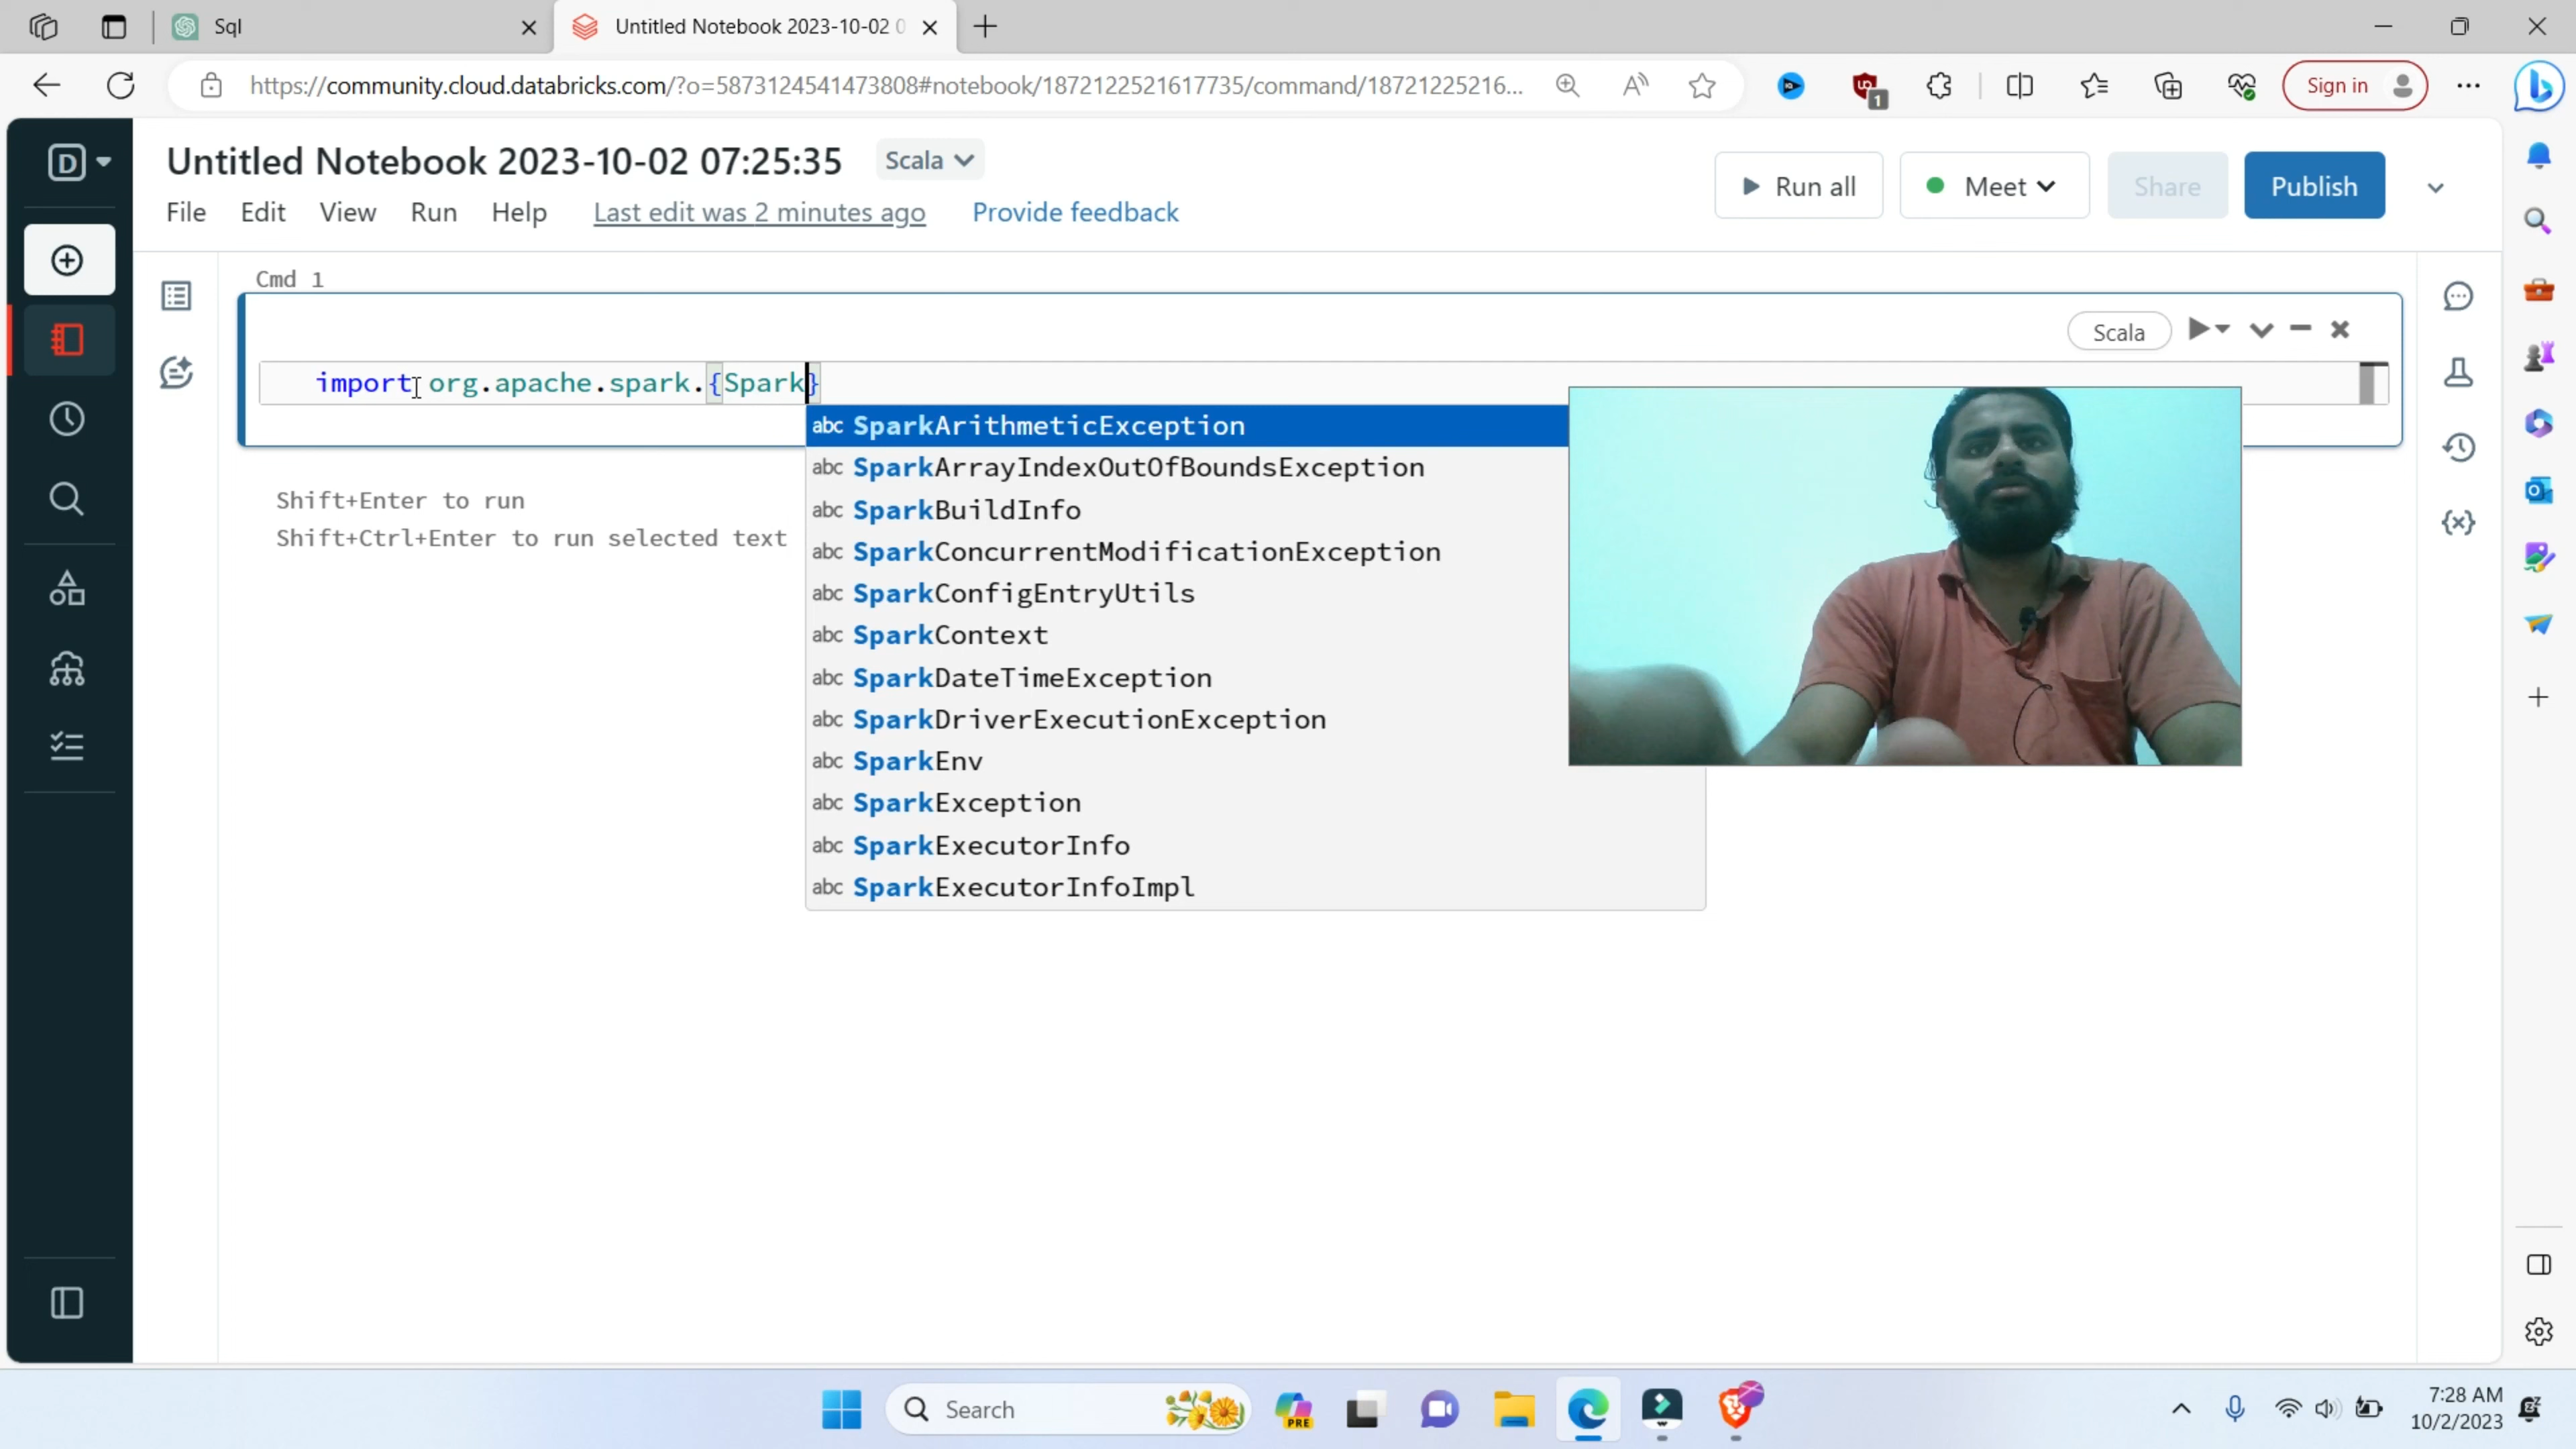 Sql
Untitled Notebook 2023-10-02 0
https://community.cloud.databricks.com/?o=5873124541473808#notebook/1872122521617735/command/18721225216...
1
Sign in
D
Untitled Notebook 2023-10-02 07:25:35
Scala
File Edit View Run Help Last edit was 2 minutes ago Provide feedback
Run all
Meet
Share
Publish
Cmd 1
Scala
import org.apache.spark.{Spark}
abc SparkArithmeticException
abc SparkArrayIndexOutOfBoundsException
abc SparkBuildInfo
abc SparkConcurrentModificationException
abc SparkConfigEntryUtils
abc SparkContext
abc SparkDateTimeException
abc SparkDriverExecutionException
abc SparkEnv
abc SparkException
abc SparkExecutorInfo
abc SparkExecutorInfoImpl
Shift+Enter to run
Shift+Ctrl+Enter to run selected text
Search
PRE
7:28 AM
10/2/2023